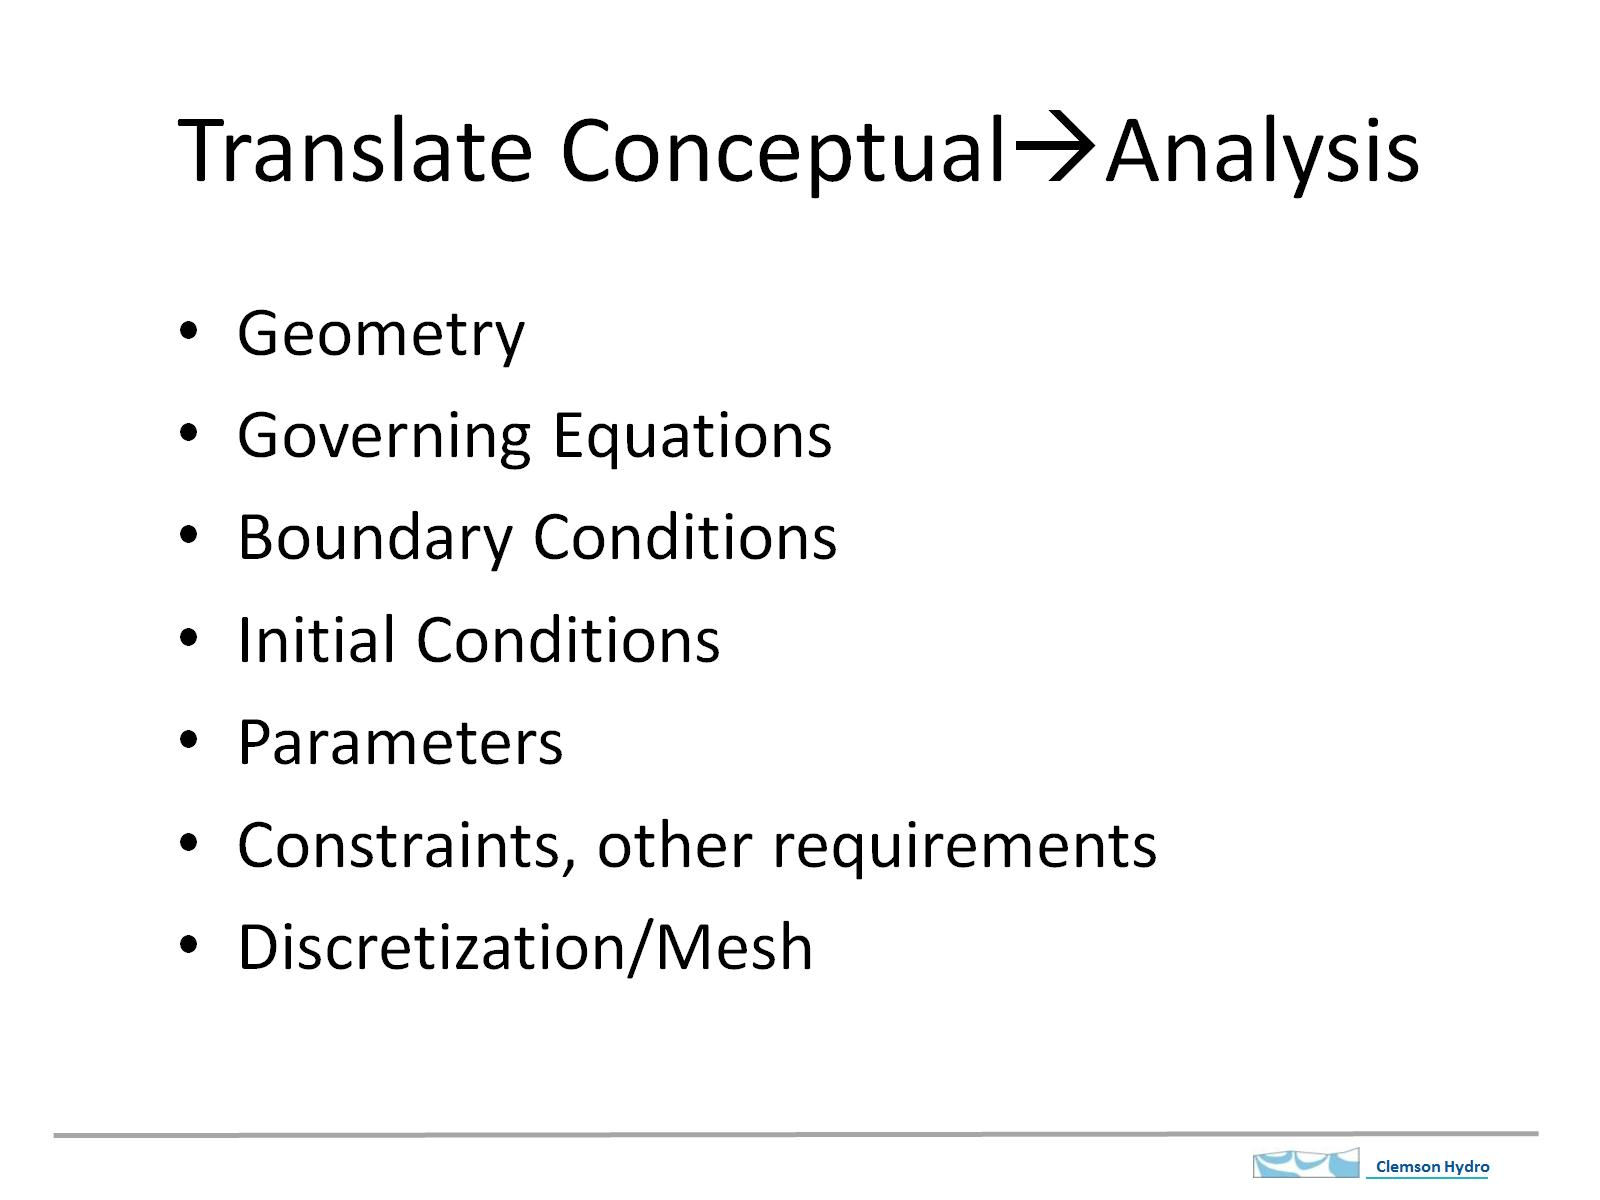 Translate Conceptual→Analysis
• Geometry
• Governing Equations
• Boundary Conditions
• Initial Conditions
• Parameters
• Constraints, other requirements
• Discretization/Mesh
Clemson Hydro